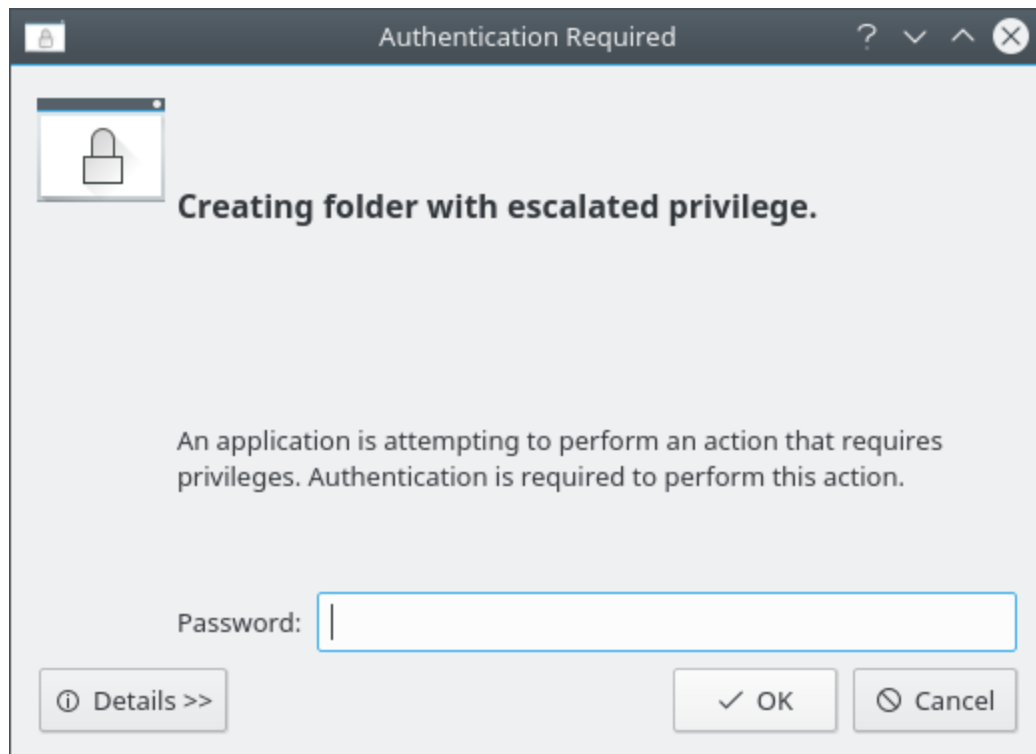 Authentication Required
Creating folder with escalated privilege.
An application is attempting to perform an action that requires
privileges. Authentication is required to perform this action.
Password:
Details >>
OK
Cancel